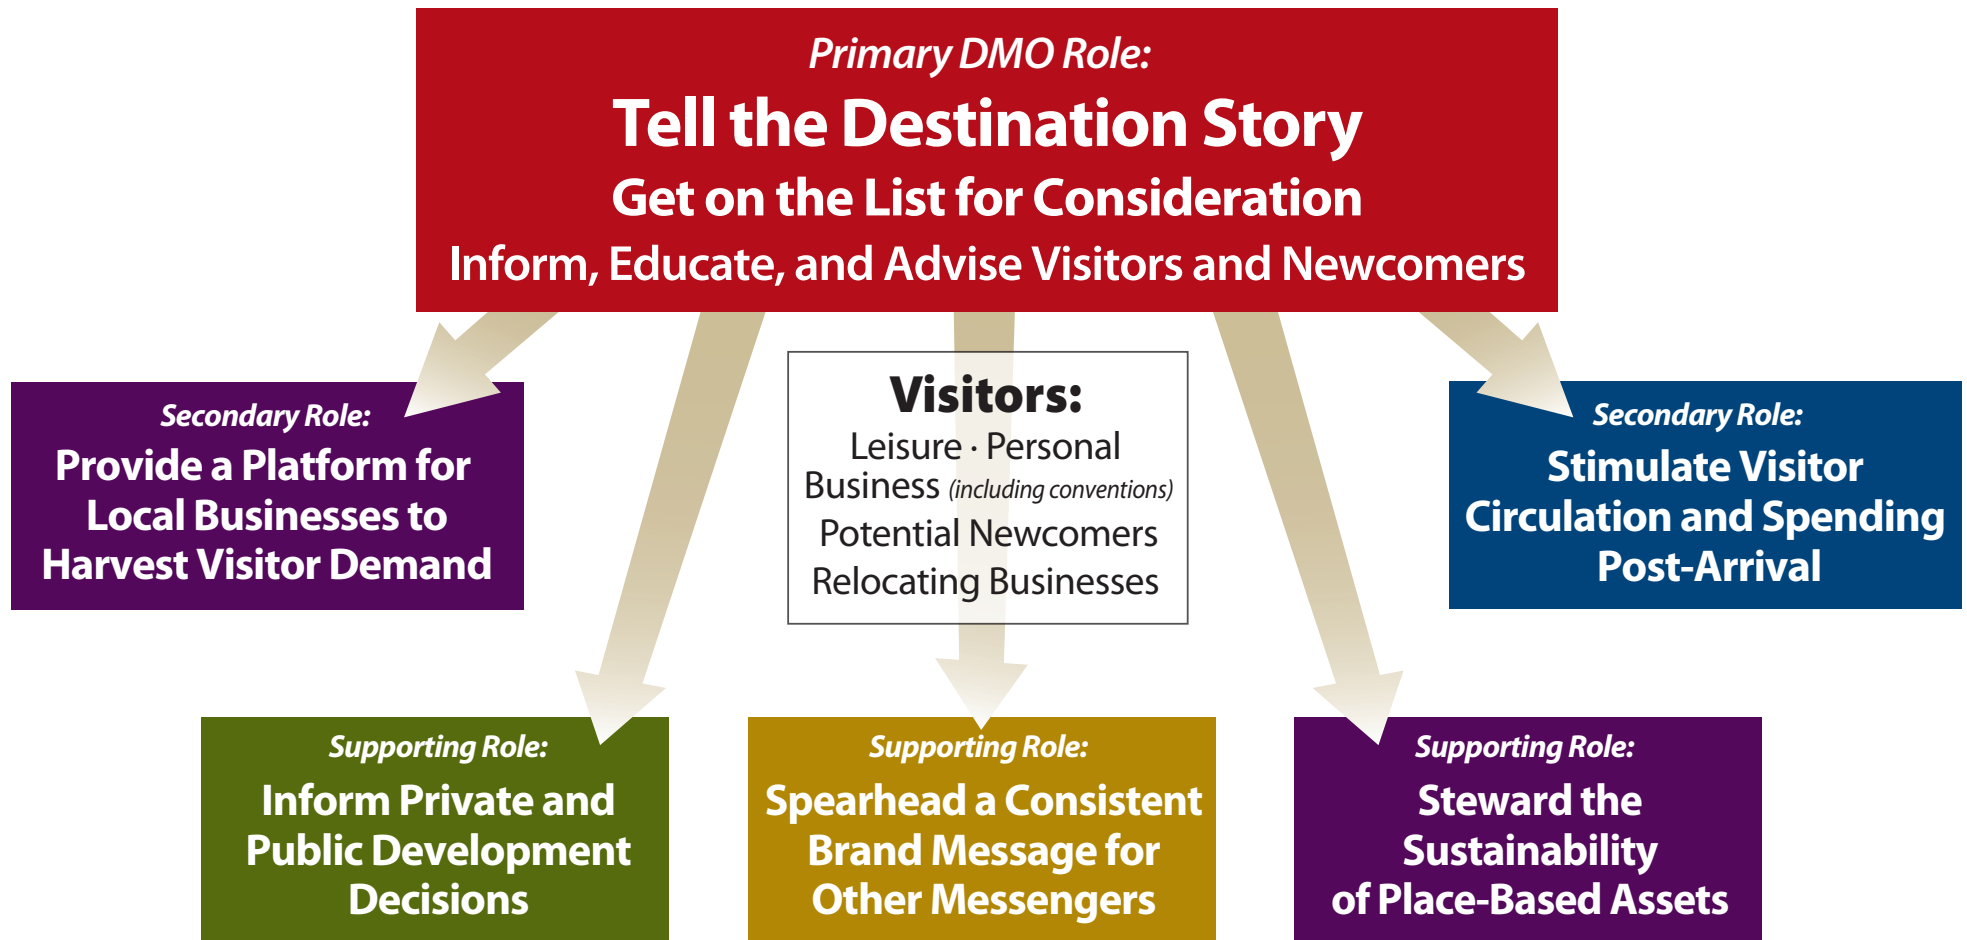 Primary DMO Role:
Tell the Destination Story
Get on the List for Consideration
Inform, Educate, and Advise Visitors and Newcomers
Secondary Role:
Provide a Platform for
Local Businesses to
Harvest Visitor Demand
Visitors:
Leisure · Personal
Business (including conventions)
Potential Newcomers
Relocating Businesses
Secondary Role:
Stimulate Visitor
Circulation and Spending
Post-Arrival
Supporting Role:
Inform Private and
Public Development
Decisions
Supporting Role:
Spearhead a Consistent
Brand Message for
Other Messengers
Supporting Role:
Steward the
Sustainability
of Place-Based Assets